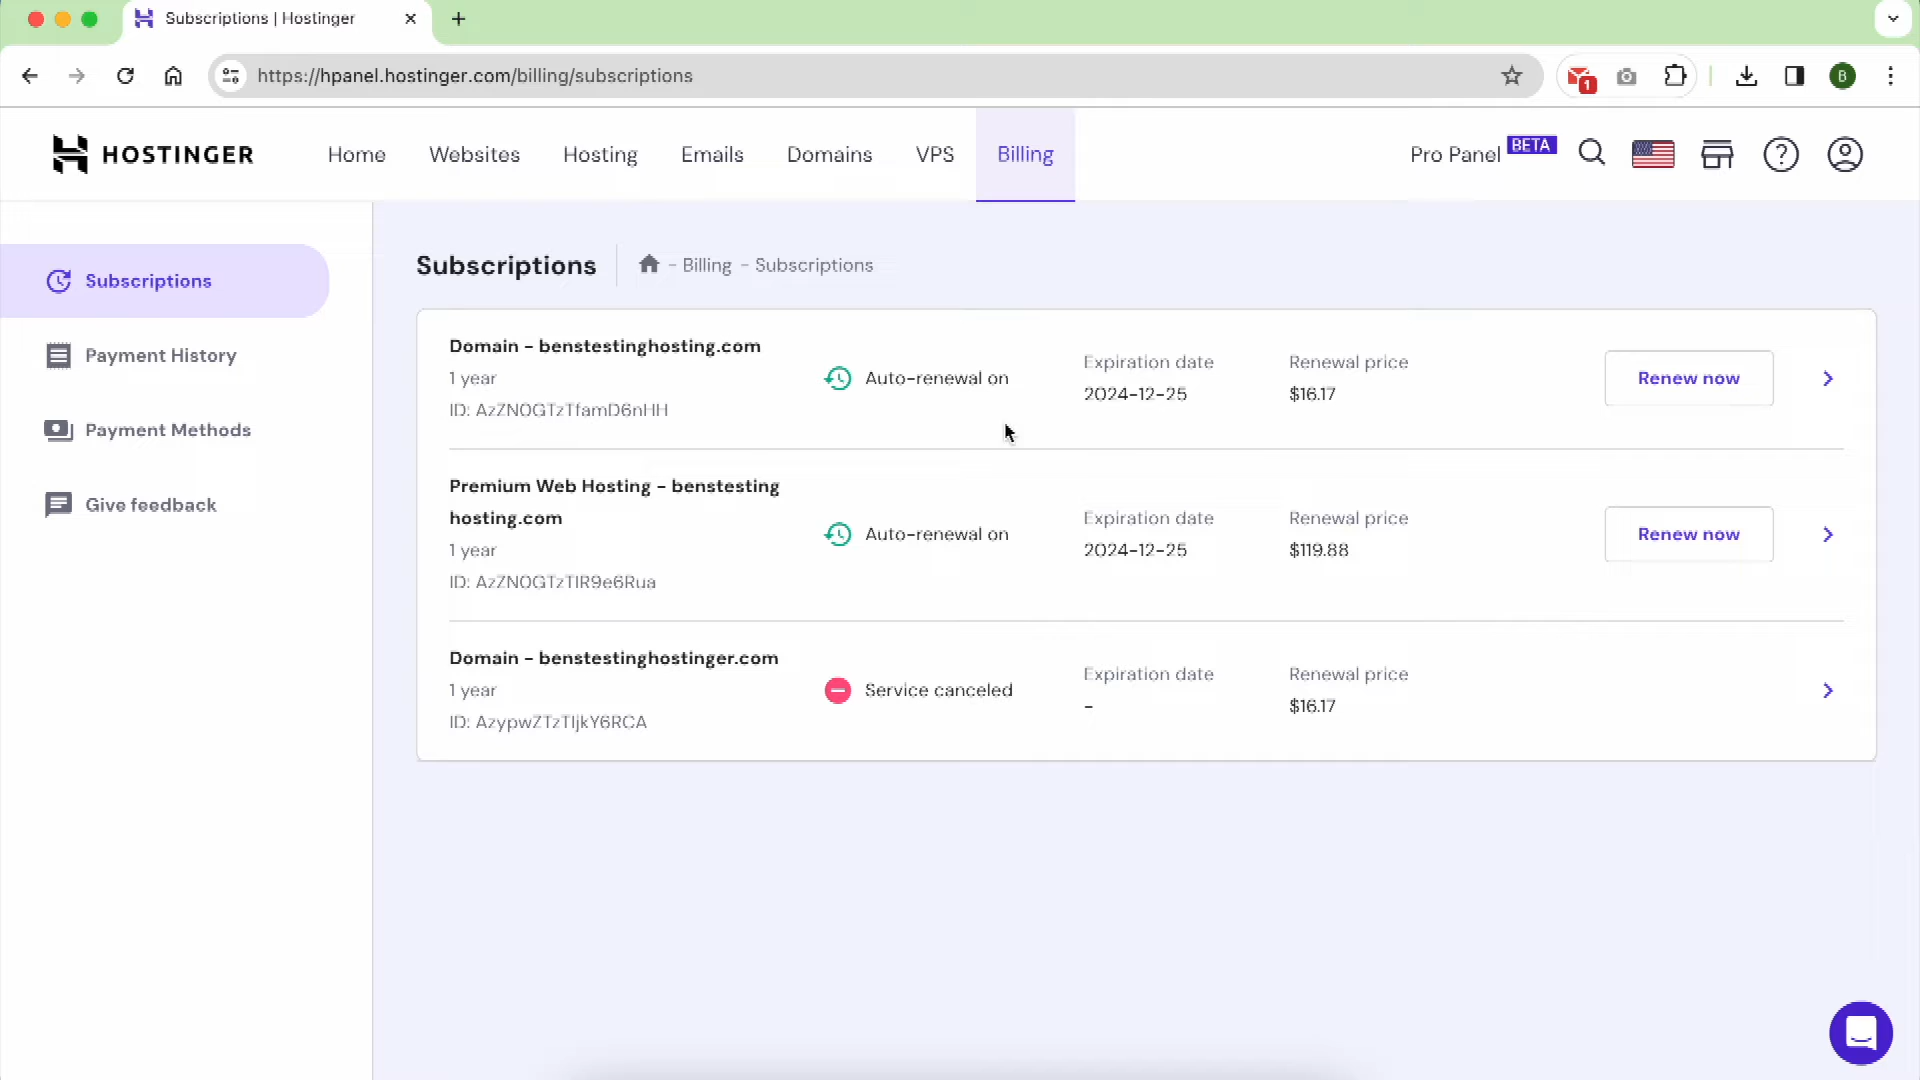 Subscriptions | Hostinger
https://hpanel.hostinger.com/billing/subscriptions
1
B
HOSTINGER
Home
Websites
Hosting
Emails
Domains
VPS
Billing
Pro Panel BETA
Subscriptions
Payment History
Payment Methods
Give feedback
Subscriptions
- Billing - Subscriptions
Domain - benstestinghosting.com
1 year
ID: AzZN0GTzTfamD6nHH
Auto-renewal on
Expiration date
2024-12-25
Renewal price
$16.17
Renew now
Premium Web Hosting - benstesting
hosting.com
1 year
ID: AzZN0GTzTIR9e6Rua
Auto-renewal on
Expiration date
2024-12-25
Renewal price
$119.88
Renew now
Domain - benstestinghostinger.com
1 year
ID: AzypwZTzTIjkY6RCA
Service canceled
Expiration date
-
Renewal price
$16.17